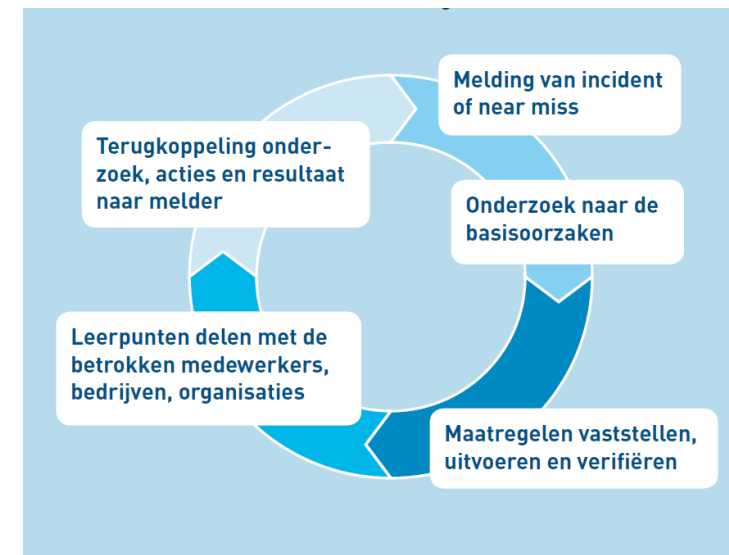 Melding van incident
of near miss
Onderzoek naar de
basisoorzaken
Maatregelen vaststellen,
uitvoeren en verifiëren
Leerpunten delen met de
betrokken medewerkers,
bedrijven, organisaties
Terugkoppeling onder-
zoek, acties en resultaat
naar melder